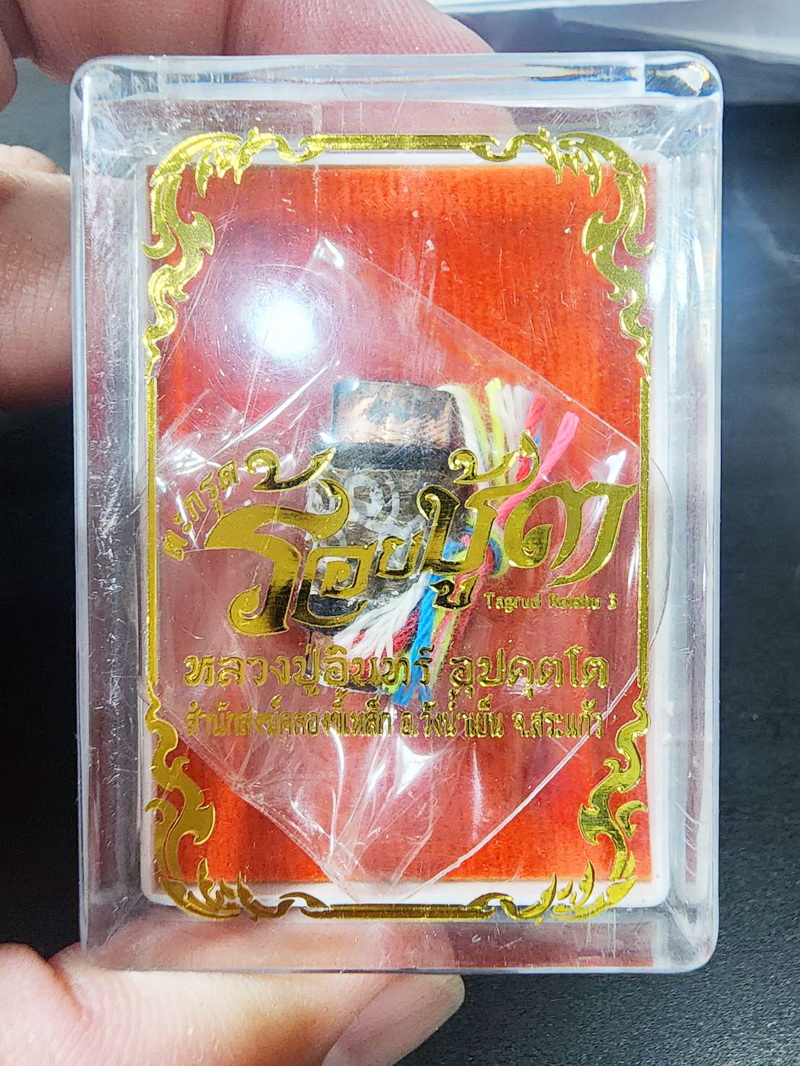 ตะกรุด
ร้อยชู้ ๓
Tagrud Roishu 3
หลวงปู่อินทร์ อุปคุตโต
สำนักสงฆ์คลองขี้เหล็ก อ.วังน้ำเย็น จ.สระแก้ว